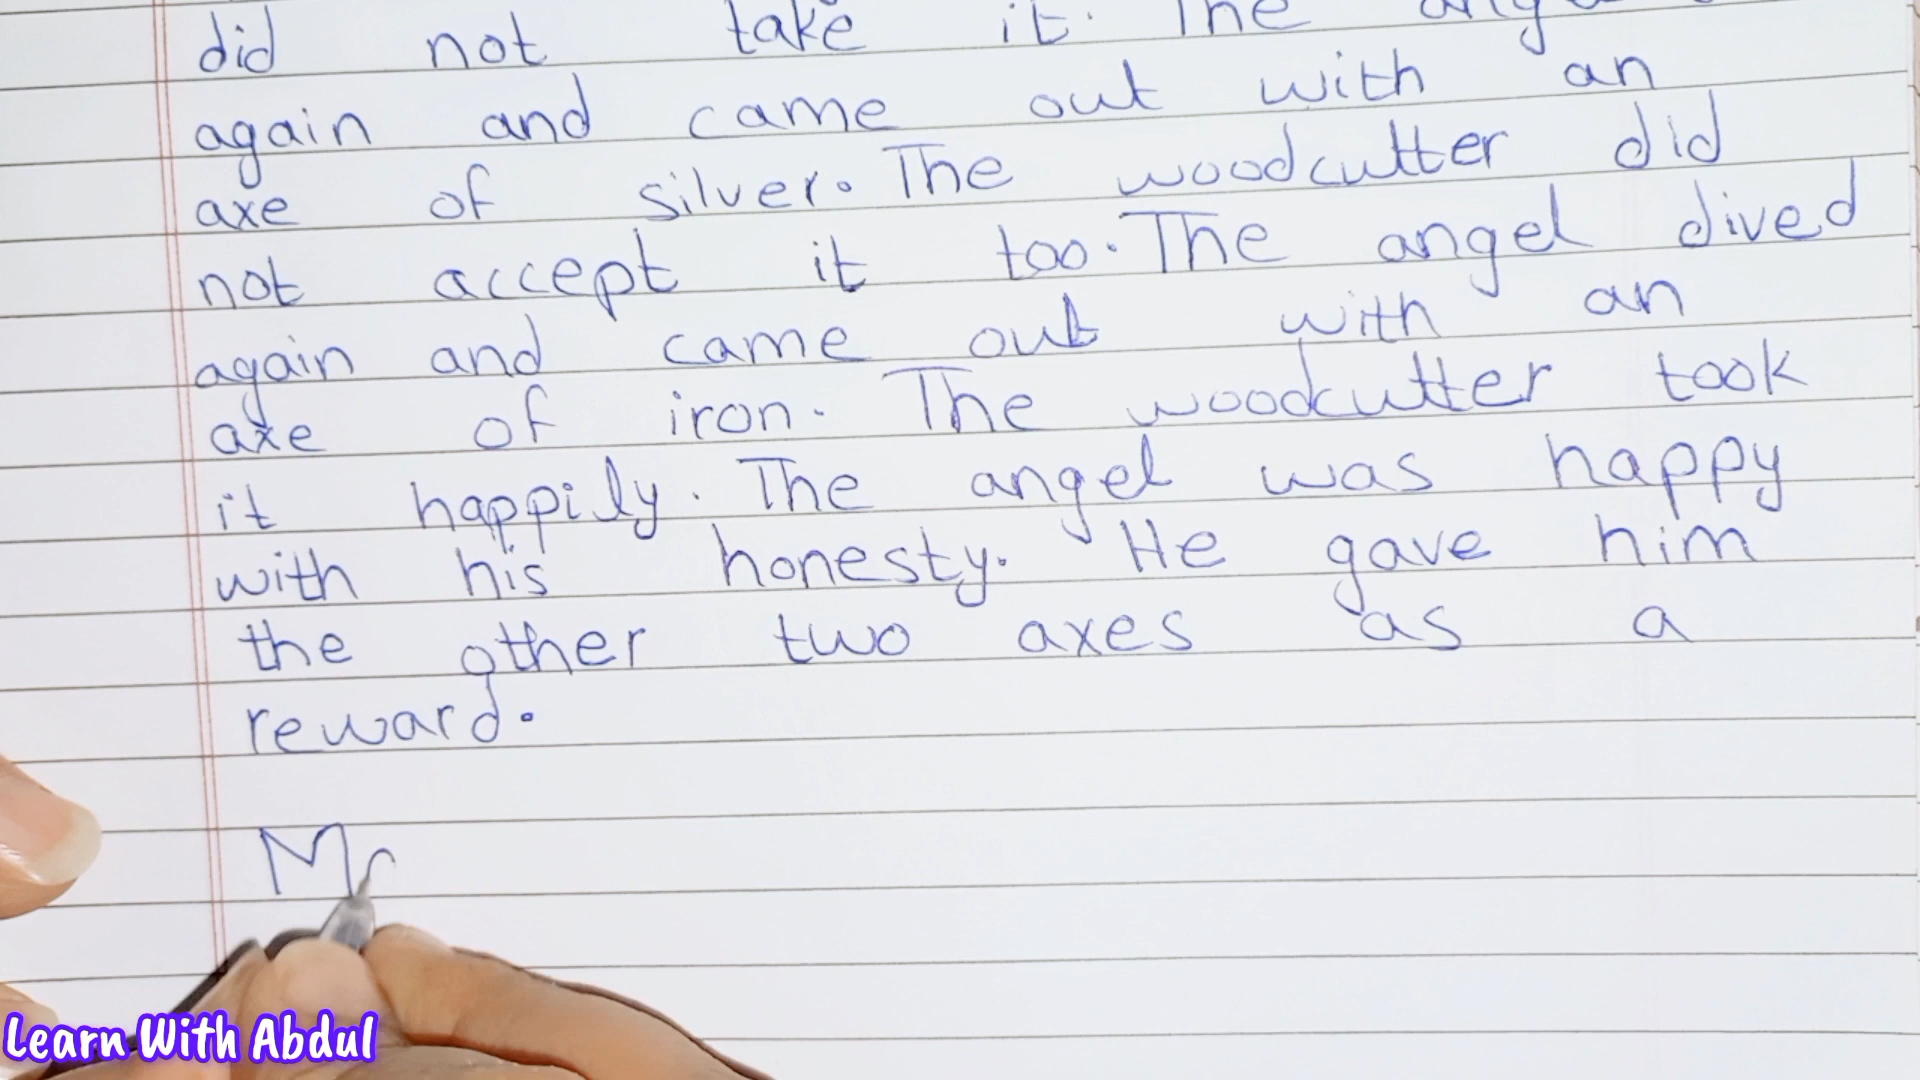 did not take it. The
again and came out with an
axe of silver. The woodcutter did
not accept it too. The angel dived
again and came out with an
axe of iron. The woodcutter took
it happily. The angel was happy
with his honesty. He gave him
the other two axes as a
reward.
Learn With Abdul